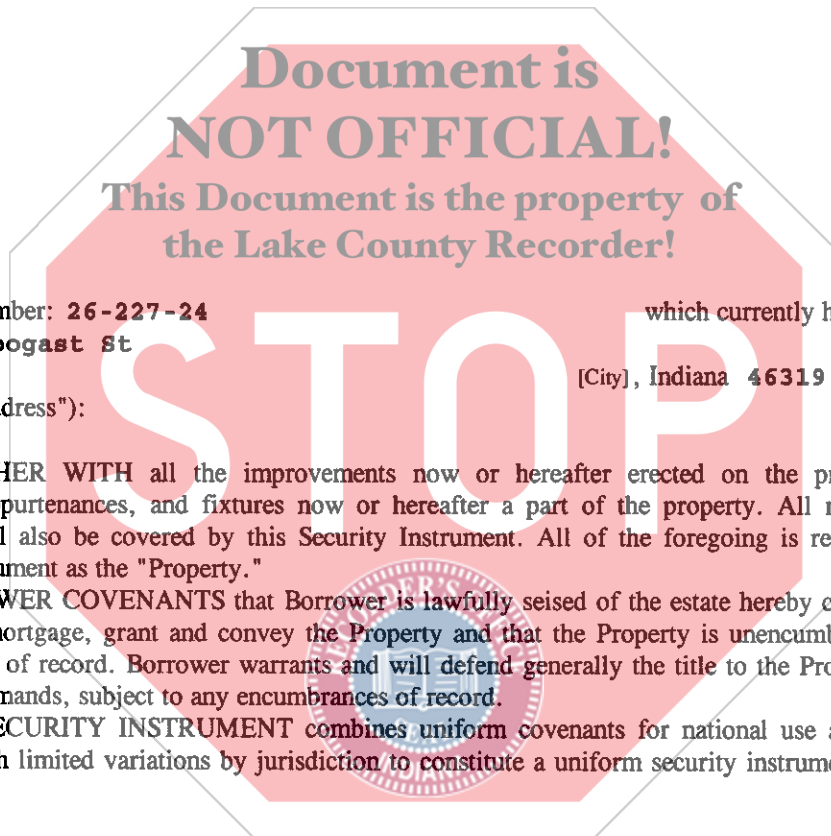 Document is
NOT OFFICIAL!
This Document is the property of
the Lake County Recorder!
mber: 26-227-24 which currently h
ogast St
[City], Indiana 46319
dress"):
STOP
HER WITH all the improvements now or hereafter erected on the pr
purtenances, and fixtures now or hereafter a part of the property. All r
l also be covered by this Security Instrument. All of the foregoing is re
ument as the "Property."
WER COVENANTS that Borrower is lawfully seised of the estate hereby c
nortgage, grant and convey the Property and that the Property is unencumb
of record. Borrower warrants and will defend generally the title to the Pro
mands, subject to any encumbrances of record.
ECURITY INSTRUMENT combines uniform covenants for national use a
h limited variations by jurisdiction to constitute a uniform security instrume
SEAL